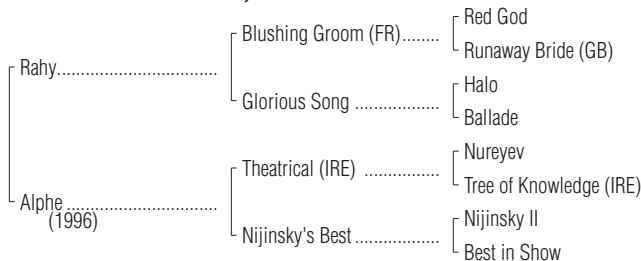 Red God
Blushing Groom (FR)........
Runaway Bride (GB)
Rahy..................................
Halo
Glorious Song ..................
Ballade
Nureyev
Theatrical (IRE) ................
Tree of Knowledge (IRE)
Alphe................................
(1996)
Nijinsky II
Nijinsky's Best ..................
Best in Show